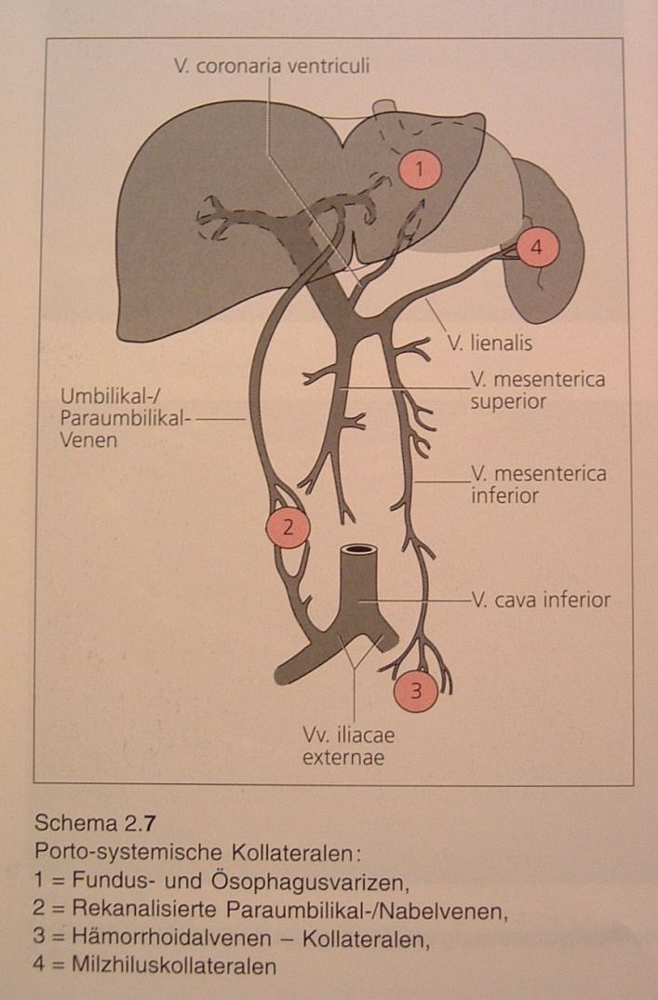 V. coronaria ventriculi
1
4
V. lienalis
V. mesenterica
superior
Umbilikal-/
Paraumbilikal-
Venen
V. mesenterica
inferior
2
V. cava inferior
3
Vv. iliacae
externae
Schema 2.7
Porto-systemische Kollateralen:
1 = Fundus- und Ösophagusvarizen,
2 = Rekanalisierte Paraumbilikal-/Nabelvenen,
3 = Hämorrhoidalvenen – Kollateralen,
4 = Milzhiluskollateralen